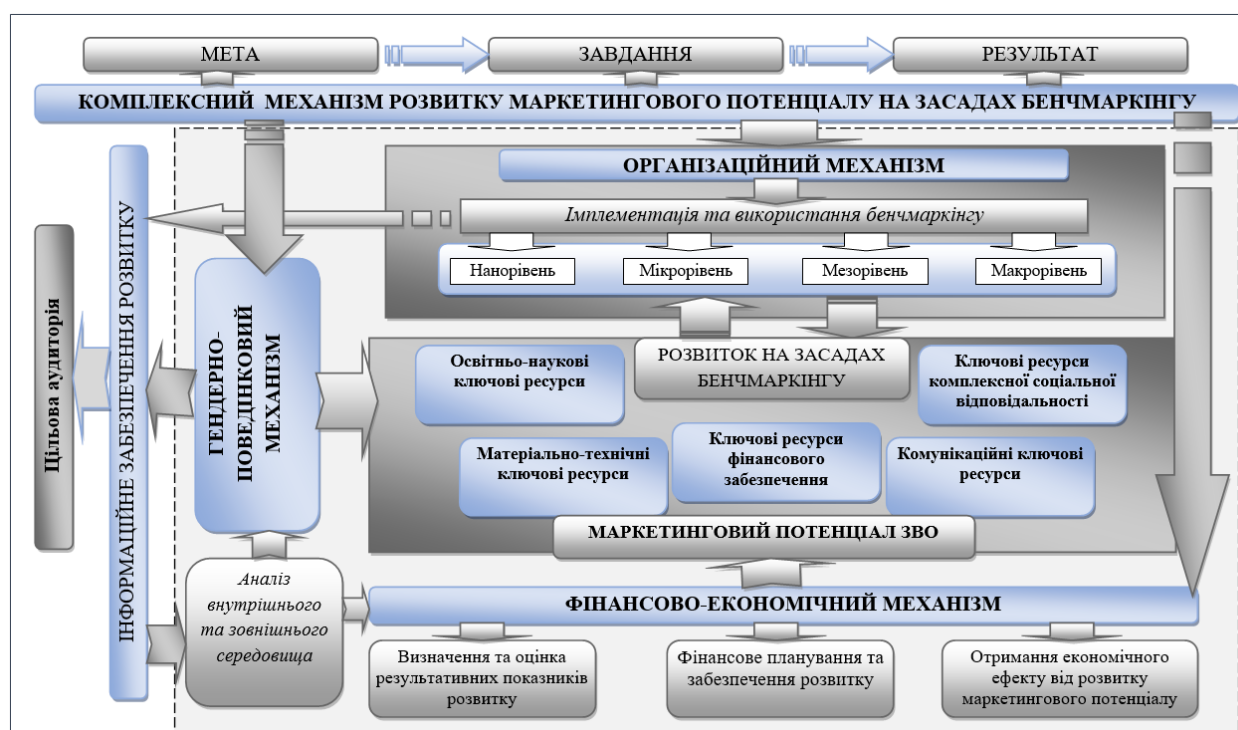 МЕТА
ЗАВДАННЯ
РЕЗУЛЬТАТ
КОМПЛЕКСНИЙ МЕХАНІЗМ РОЗВИТКУ МАРКЕТИНГОВОГО ПОТЕНЦІАЛУ НА ЗАСАДАХ БЕНЧМАРКІНГУ
ОРГАНІЗАЦІЙНИЙ МЕХАНІЗМ
Імплементація та використання бенчмаркінгу
Нанорівень
Мікрорівень
Мезорівень
Макрорівень
Цільова аудиторія
ІНФОРМАЦІЙНЕ ЗАБЕЗПЕЧЕННЯ РОЗВИТКУ
ГЕНДЕРНО-
ПОВЕДІНКОВИЙ
МЕХАНІЗМ
Освітньо-наукові
ключові ресурси
РОЗВИТОК НА ЗАСАДАХ
БЕНЧМАРКІНГУ
Ключові ресурси
комплексної соціальної
відповідальності
Матеріально-технічні
ключові ресурси
Ключові ресурси
фінансового
забезпечення
Комунікаційні ключові
ресурси
МАРКЕТИНГОВИЙ ПОТЕНЦІАЛ ЗВО
Аналіз
внутрішнього
та зовнішнього
середовища
ФІНАНСОВО-ЕКОНОМІЧНИЙ МЕХАНІЗМ
Визначення та оцінка
результативних показників
розвитку
Фінансове планування та
забезпечення розвитку
Отримання економічного
ефекту від розвитку
маркетингового потенціалу